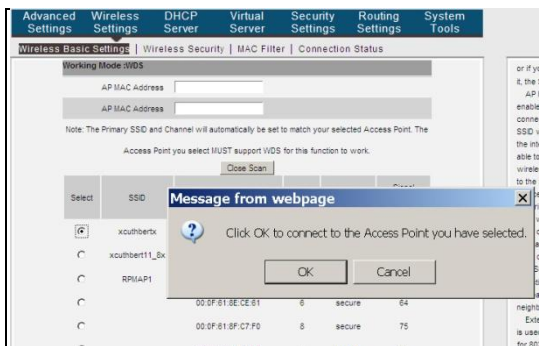 Advanced Settings Wireless Settings DHCP Server Virtual Server Security Settings Routing Settings System Tools
Wireless Basic Settings | Wireless Security | MAC Filter | Connection Status
Working Mode :WDS
AP MAC Address
AP MAC Address
Note: The Primary SSID and Channel will automatically be set to match your selected Access Point. The
Access Point you select MUST support WDS for this function to work.
Close Scan
Select SSID
Message from webpage
Click OK to connect to the Access Point you have selected.
OK Cancel
xcuthbertx
xcuthbert11_8x
RPMAP1
00:0F:61:8E:CE:61 6 secure 64
00:0F:61:8F:C7:F0 8 secure 75
or if y
it, the
AP
enable
conne
SSID
the int
able to
wirele
to the
neighb
Exte
is use
for 80